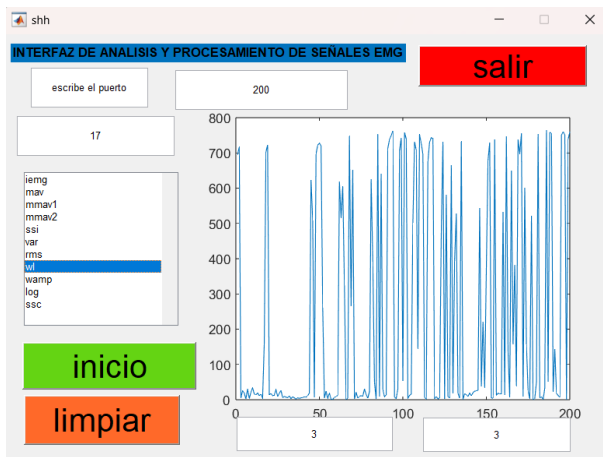 shh
INTERFAZ DE ANALISIS Y PROCESAMIENTO DE SEÑALES EMG
salir
escribe el puerto
200
17
iemg
mav
mmav1
mmav2
ssi
var
rms
wl
wamp
log
ssc
inicio
limpiar
800
700
600
500
400
300
200
100
0
0 50 100 150 200
3
3